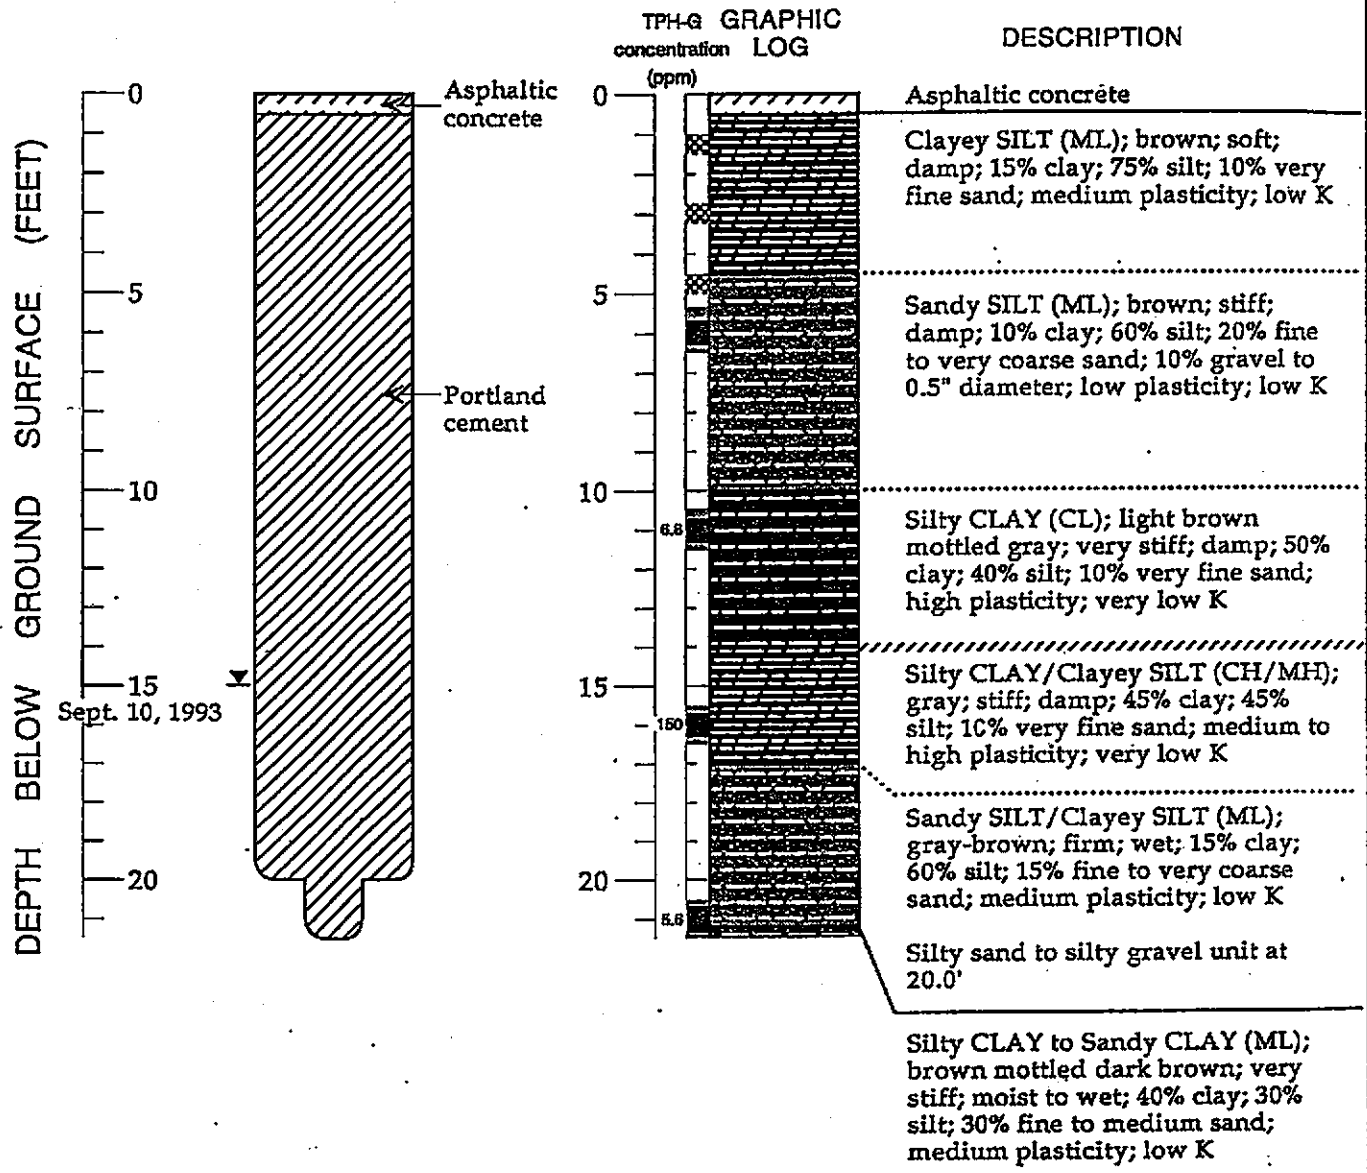 TPH-G GRAPHIC
concentration LOG
(ppm)
DESCRIPTION
DEPTH BELOW GROUND SURFACE (FEET)
0
5
10
15
20
Sept. 10, 1993
Asphaltic
concrete
Portland
cement
0
5
10
15
20
6.8
150
5.6
Asphaltic concrete
Clayey SILT (ML); brown; soft;
damp; 15% clay; 75% silt; 10% very
fine sand; medium plasticity; low K
Sandy SILT (ML); brown; stiff;
damp; 10% clay; 60% silt; 20% fine
to very coarse sand; 10% gravel to
0.5" diameter; low plasticity; low K
Silty CLAY (CL); light brown
mottled gray; very stiff; damp; 50%
clay; 40% silt; 10% very fine sand;
high plasticity; very low K
Silty CLAY/Clayey SILT (CH/MH);
gray; stiff; damp; 45% clay; 45%
silt; 10% very fine sand; medium to
high plasticity; very low K
Sandy SILT/Clayey SILT (ML);
gray-brown; firm; wet; 15% clay;
60% silt; 15% fine to very coarse
sand; medium plasticity; low K
Silty sand to silty gravel unit at
20.0'
Silty CLAY to Sandy CLAY (ML);
brown mottled dark brown; very
stiff; moist to wet; 40% clay; 30%
silt; 30% fine to medium sand;
medium plasticity; low K